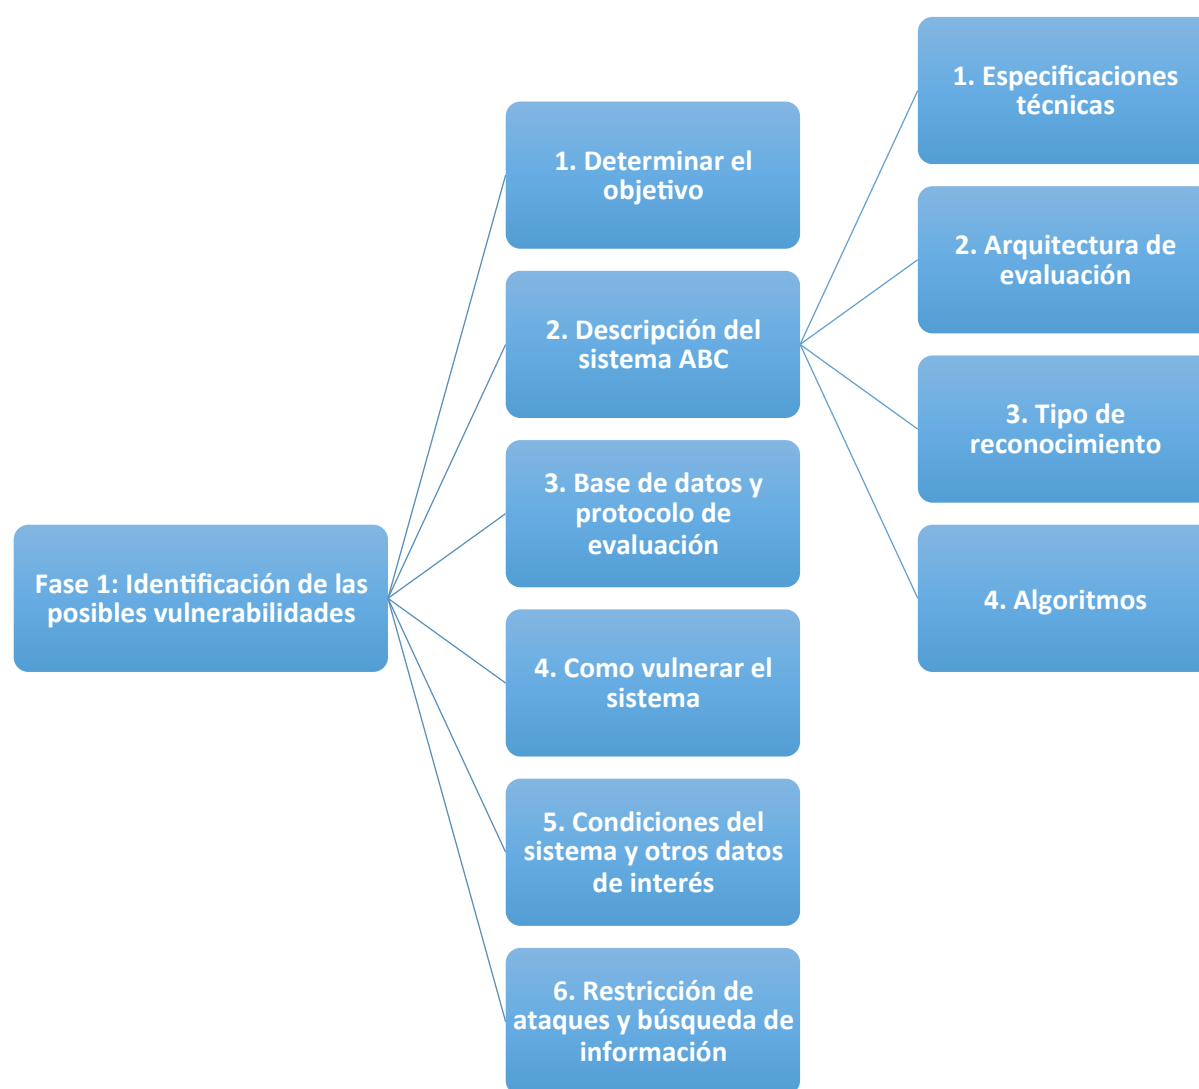 Fase 1: Identificación de las
posibles vulnerabilidades
1. Determinar el
objetivo
2. Descripción del
sistema ABC
3. Base de datos y
protocolo de
evaluación
4. Como vulnerar el
sistema
5. Condiciones del
sistema y otros datos
de interés
6. Restricción de
ataques y búsqueda de
información
1. Especificaciones
técnicas
2. Arquitectura de
evaluación
3. Tipo de
reconocimiento
4. Algoritmos